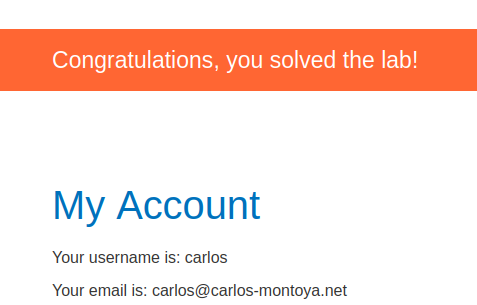 Congratulations, you solved the lab!
My Account
Your username is: carlos
Your email is: carlos@carlos-montoya.net